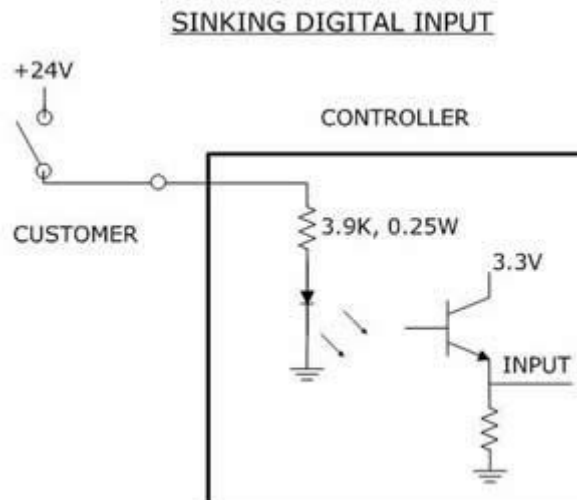 SINKING DIGITAL INPUT
+24V
CONTROLLER
CUSTOMER
3.9K, 0.25W
3.3V
INPUT